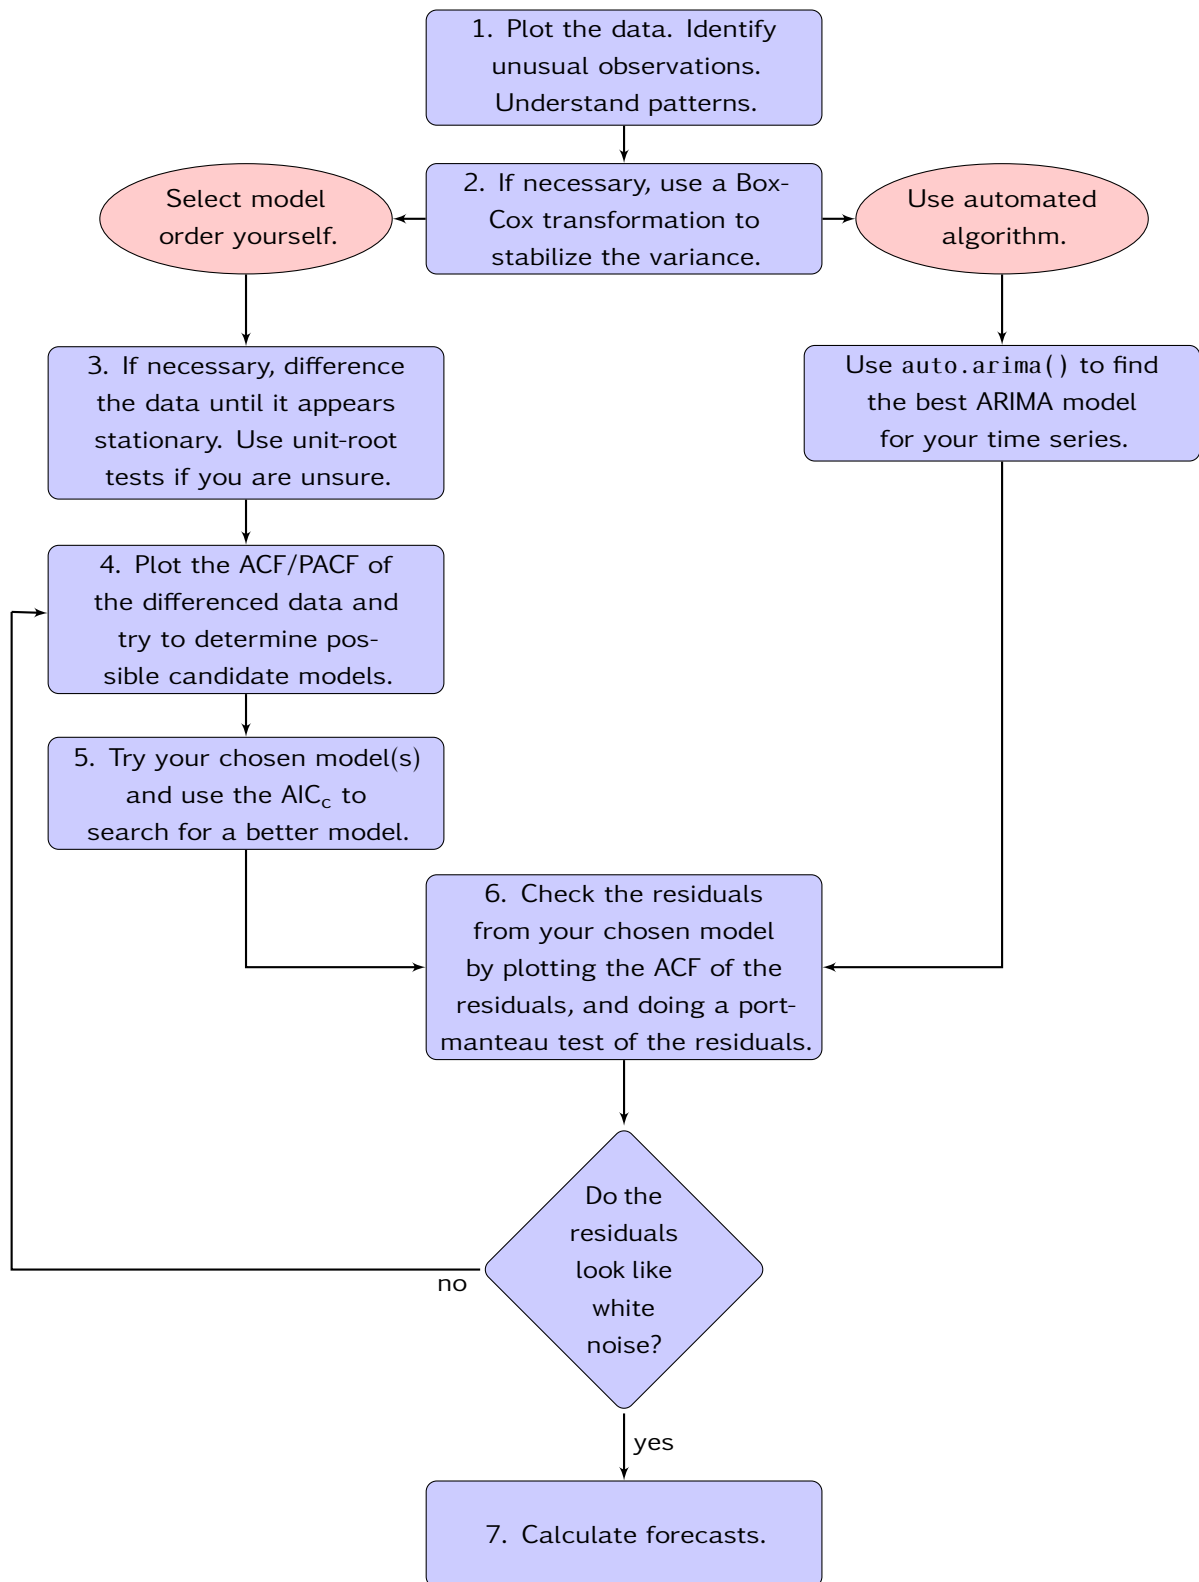 1. Plot the data. Identify
unusual observations.
Understand patterns.
Select model
order yourself.
2. If necessary, use a Box-
Cox transformation to
stabilize the variance.
Use automated
algorithm.
3. If necessary, difference
the data until it appears
stationary. Use unit-root
tests if you are unsure.
Use auto.arima() to find
the best ARIMA model
for your time series.
4. Plot the ACF/PACF of
the differenced data and
try to determine pos-
sible candidate models.
5. Try your chosen model(s)
and use the AICc to
search for a better model.
6. Check the residuals
from your chosen model
by plotting the ACF of the
residuals, and doing a port-
manteau test of the residuals.
Do the
residuals
look like
white
noise?
no
yes
7. Calculate forecasts.